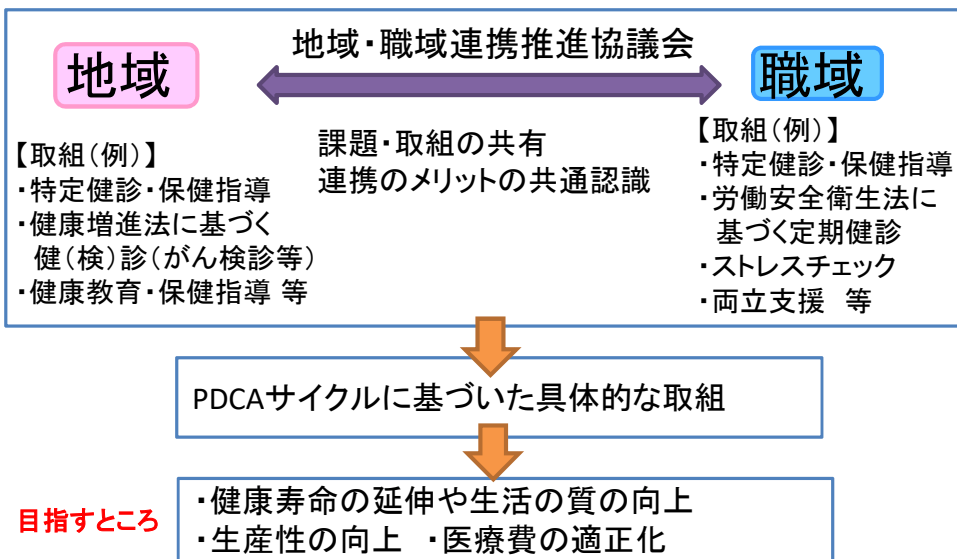 地域・職域連携推進協議会
地域
職域
【取組(例)】
・特定健診・保健指導
・健康増進法に基づく
健(検)診(がん検診等)
・健康教育・保健指導 等
課題・取組の共有
連携のメリットの共通認識
【取組(例)】
・特定健診・保健指導
・労働安全衛生法に
基づく定期健診
・ストレスチェック
・両立支援 等
PDCAサイクルに基づいた具体的な取組
目指すところ
・健康寿命の延伸や生活の質の向上
・生産性の向上 ・医療費の適正化